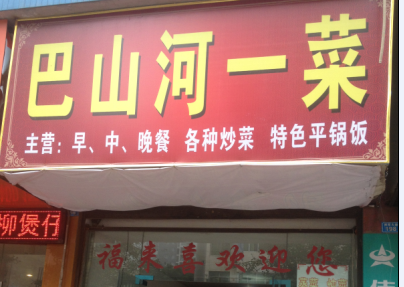 巴山河一菜
主营：早、中、晚餐 各种炒菜 特色平锅饭
柳煲仔
福来喜欢迎您